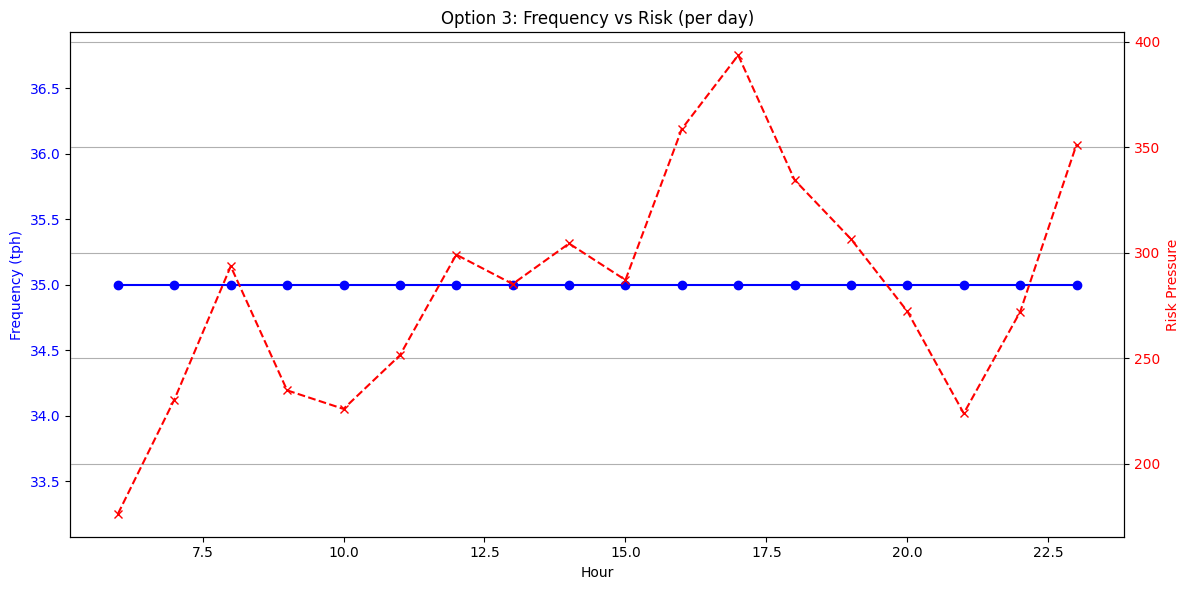 Option 3: Frequency vs Risk (per day)
Frequency (tph)
36.5
36.0
35.5
35.0
34.5
34.0
33.5
400
350
300
250
200
Risk Pressure
7.5 10.0 12.5 15.0 17.5 20.0 22.5
Hour